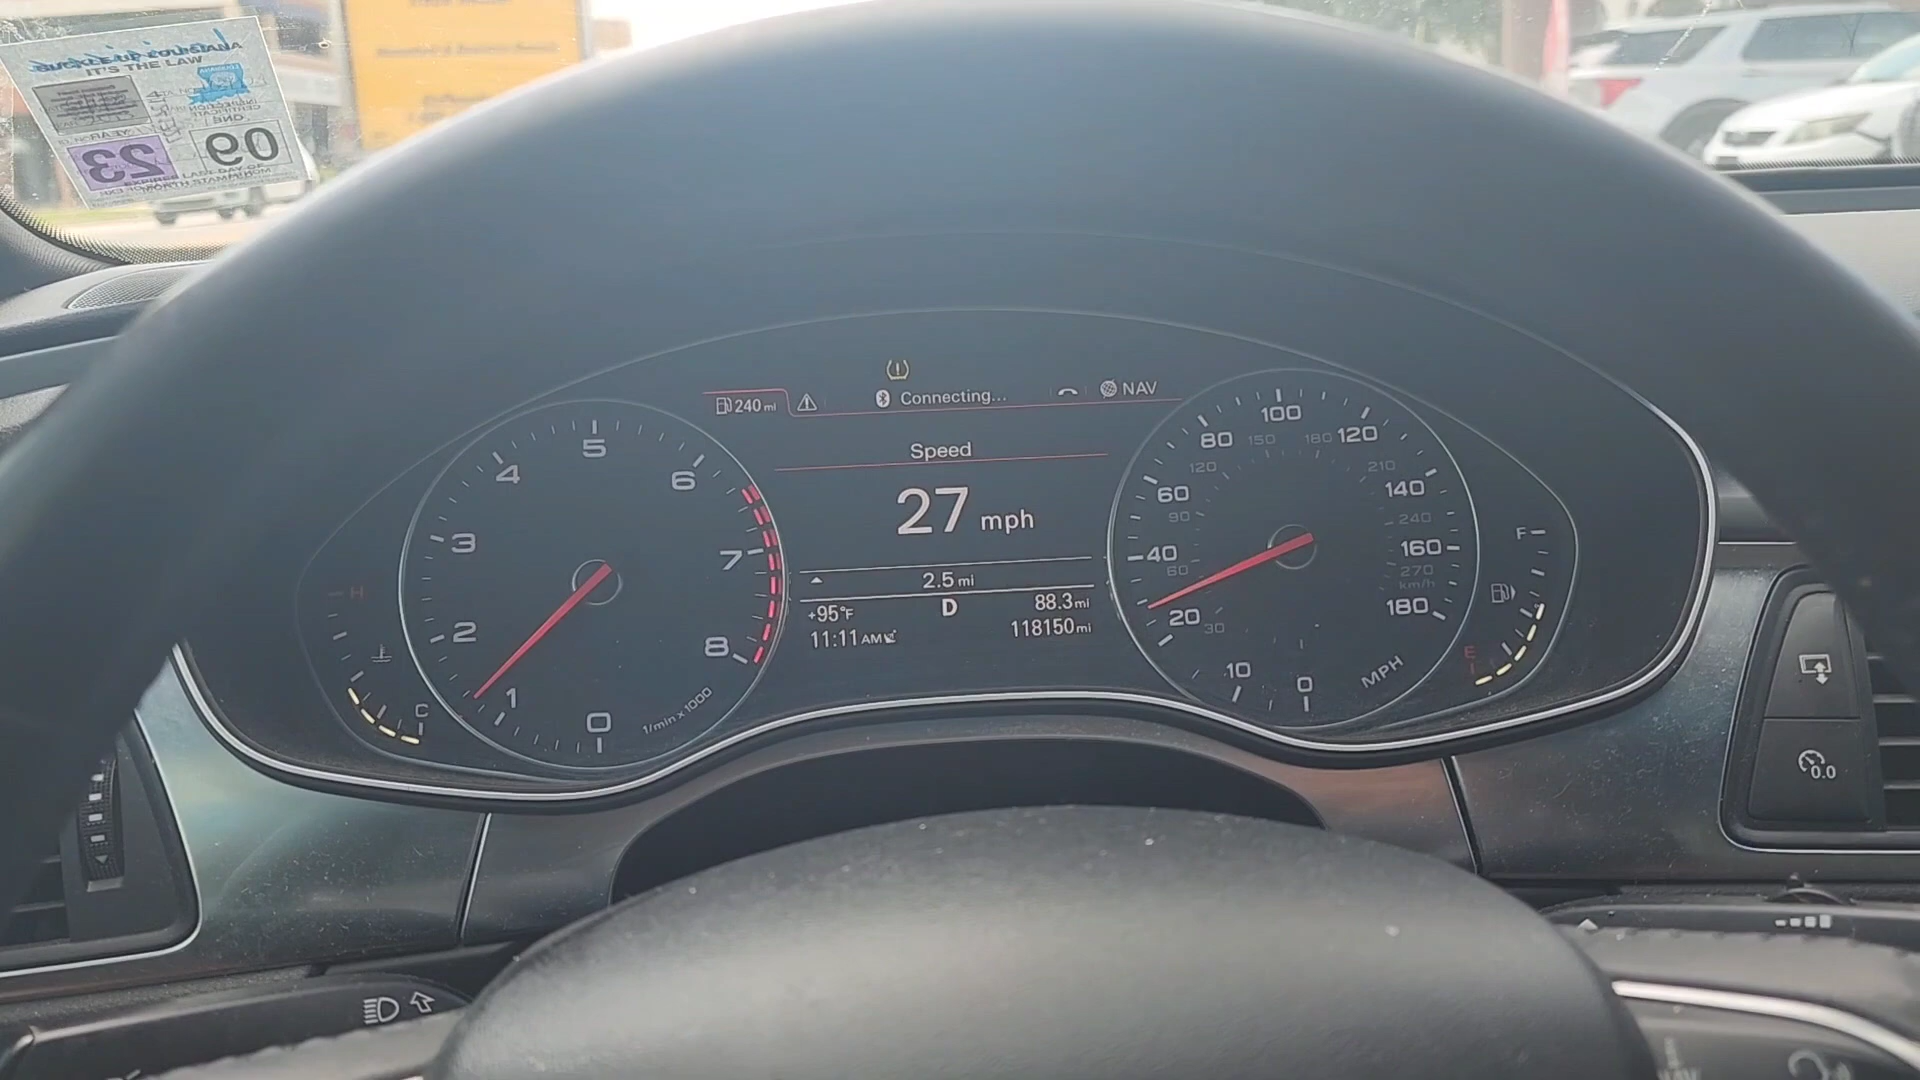 BUCKLE UP LOUISIANA
IT'S THE LAW
09
23
240 mi
Connecting...
NAV
Speed
27 mph
2.5 mi
+95°F
D
88.3 mi
11:11 AM
118150 mi
0
1
2
3
4
5
6
7
8
1/min x 1000
H
C
0
10
20
40
60
80
100
120
140
160
180
MPH
30
60
90
120
150
180
210
240
270
km/h
F
E
0.0